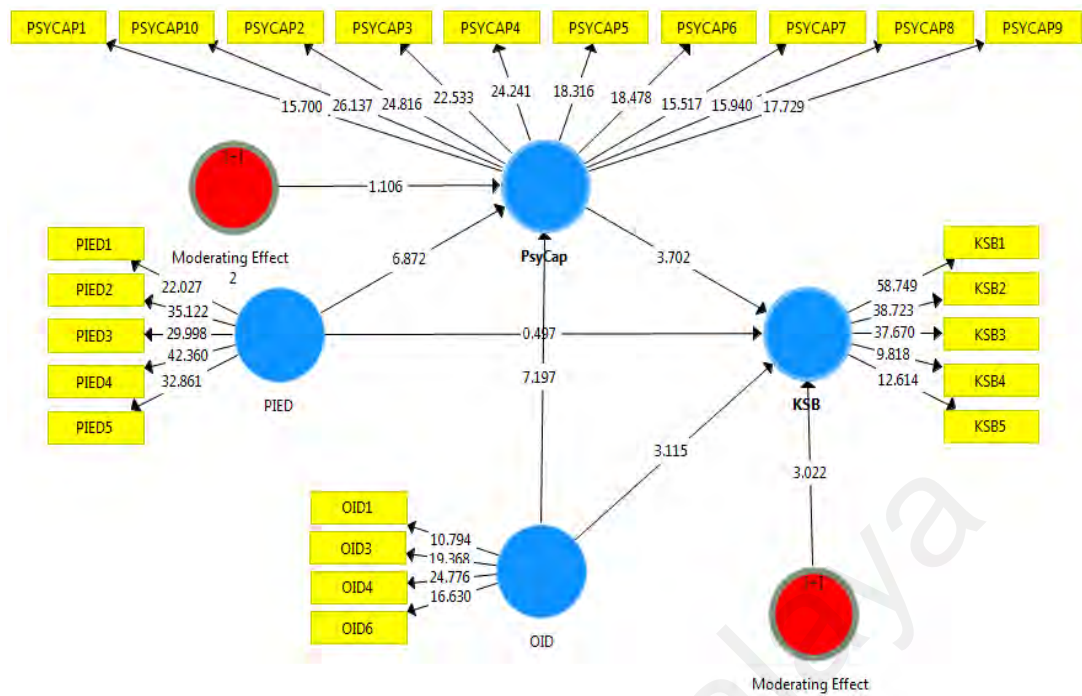 PSYCAP1 PSYCAP10 PSYCAP2 PSYCAP3 PSYCAP4 PSYCAP5 PSYCAP6 PSYCAP7 PSYCAP8 PSYCAP9
15.700 26.137 24.816 22.533 24.241 18.316 18.478 15.517 15.940 17.729
1.106
Moderating Effect
2
PsyCap
6.872
3.702
PIED1
PIED2
PIED3
PIED4
PIED5
22.027
35.122
29.998
42.360
32.861
PIED
0.497
7.197
KSB1
KSB2
KSB3
KSB4
KSB5
58.749
38.723
37.670
9.818
12.614
KSB
3.115
3.022
OID1
OID3
OID4
OID6
10.794
19.368
24.776
16.630
OID
Moderating Effect
laya